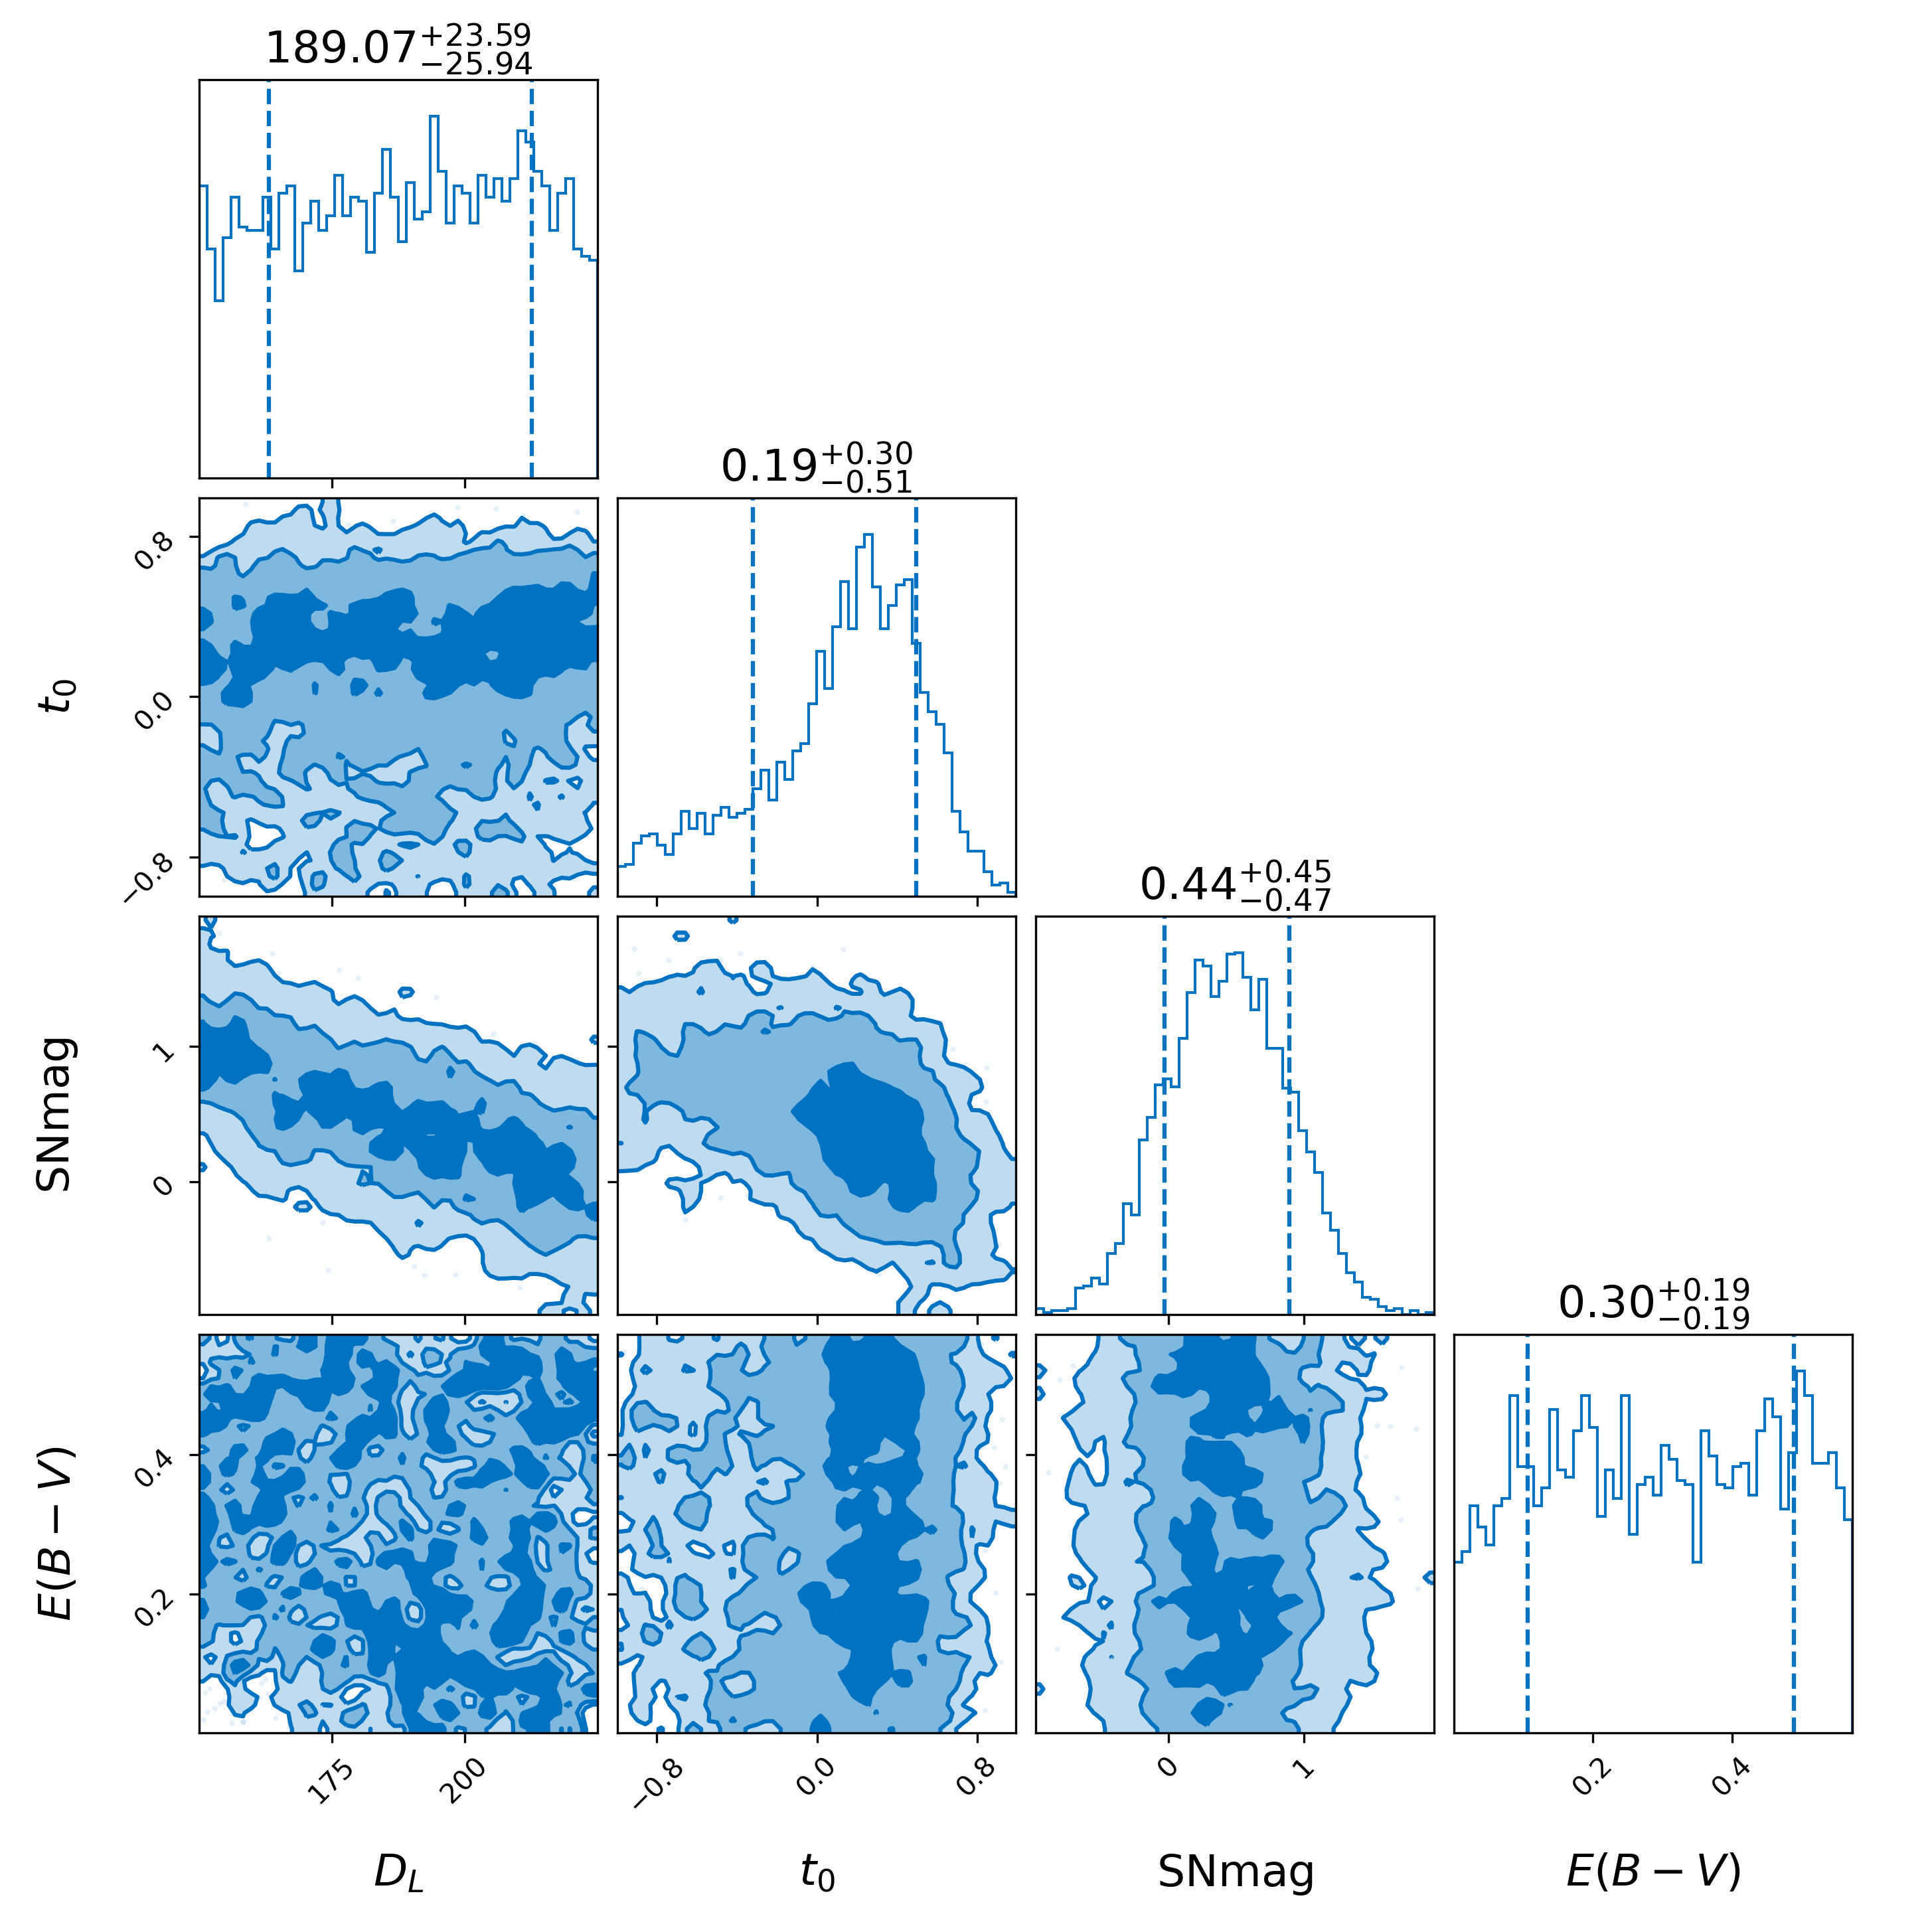 189.07 +23.59 −25.94
0.8
0.0
−0.8
t₀
0.19 +0.30 −0.51
1
0
SNmag
0.44 +0.45 −0.47
0.4
0.2
E(B − V)
0.30 +0.19 −0.19
175 200 −0.8 0.0 0.8 0 1 0.2 0.4
D_L t₀ SNmag E(B − V)